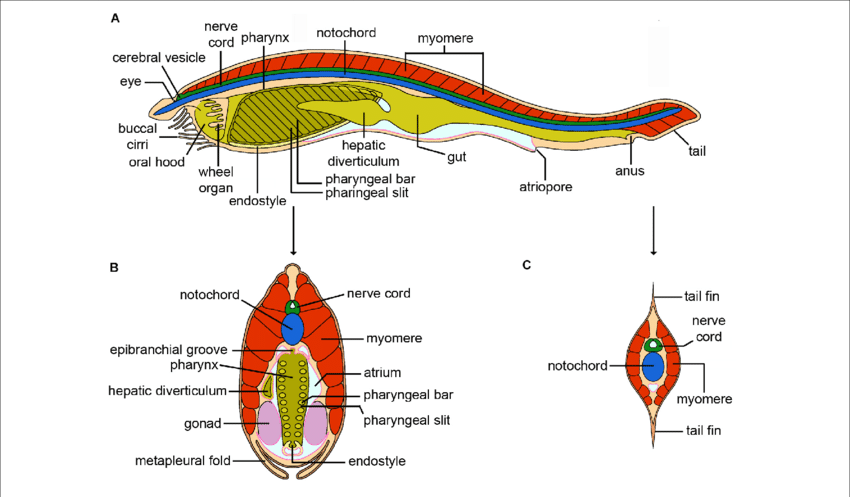 A
nerve
cord
pharynx
notochord
myomere
cerebral vesicle
eye
buccal
cirri
oral hood
wheel
organ
endostyle
hepatic
diverticulum
pharyngeal bar
pharingeal slit
gut
atriopore
anus
tail
B
notochord
nerve cord
myomere
epibranchial groove
pharynx
atrium
hepatic diverticulum
pharyngeal bar
gonad
pharyngeal slit
metapleural fold
endostyle
C
tail fin
nerve
cord
notochord
myomere
tail fin